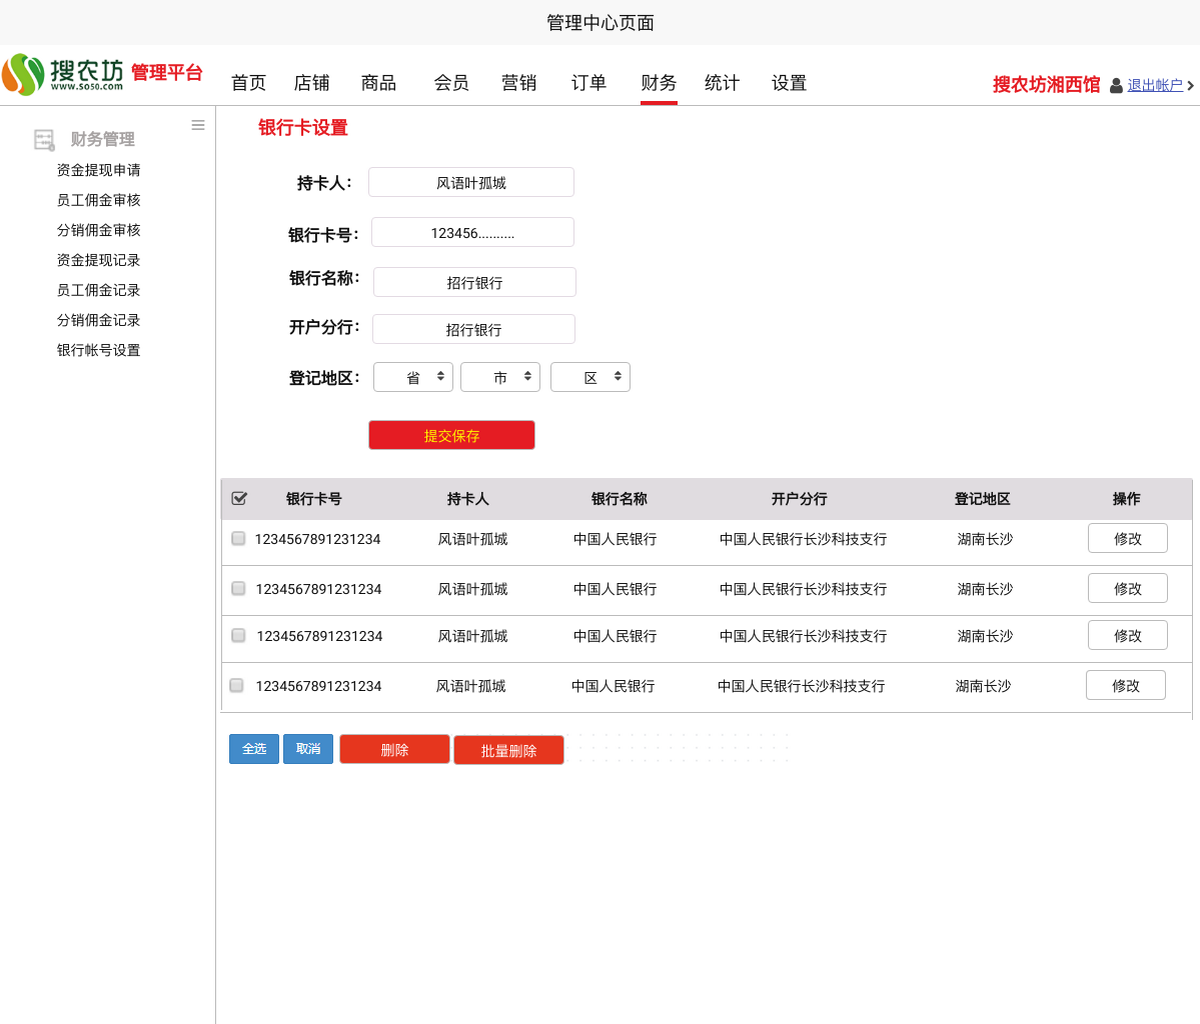 管理中心页面
搜农坊 管理平台
www.so50.com
首页 店铺 商品 会员 营销 订单 财务 统计 设置
搜农坊湘西馆 退出帐户
财务管理
资金提现申请
员工佣金审核
分销佣金审核
资金提现记录
员工佣金记录
分销佣金记录
银行帐号设置
银行卡设置
持卡人： 风语叶孤城
银行卡号： 123456..........
银行名称： 招行银行
开户分行： 招行银行
登记地区： 省 市 区
提交保存
银行卡号 持卡人 银行名称 开户分行 登记地区 操作
1234567891231234 风语叶孤城 中国人民银行 中国人民银行长沙科技支行 湖南长沙 修改
1234567891231234 风语叶孤城 中国人民银行 中国人民银行长沙科技支行 湖南长沙 修改
1234567891231234 风语叶孤城 中国人民银行 中国人民银行长沙科技支行 湖南长沙 修改
1234567891231234 风语叶孤城 中国人民银行 中国人民银行长沙科技支行 湖南长沙 修改
全选 取消 删除 批量删除